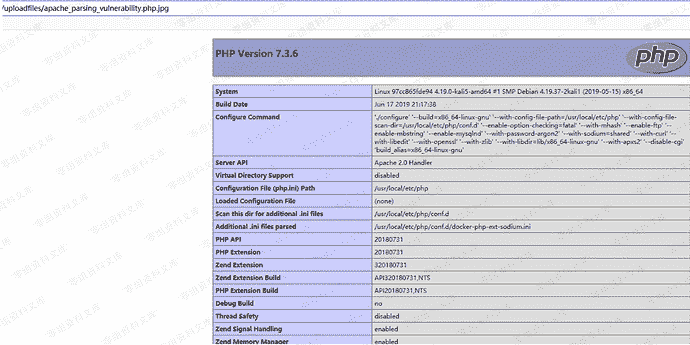 /uploadfiles/apache_parsing_vulnerability.php.jpg
PHP Version 7.3.6
php
System Linux 97cc865fde94 4.19.0-kali5-amd64 #1 SMP Debian 4.19.37-2kali1 (2019-05-15) x86_64
Build Date Jun 17 2019 21:17:38
Configure Command './configure' '--build=x86_64-linux-gnu' '--with-config-file-path=/usr/local/etc/php' '--with-config-file-
scan-dir=/usr/local/etc/php/conf.d' '--enable-option-checking=fatal' '--with-mhash' '--enable-ftp' '--
enable-mbstring' '--enable-mysqlnd' '--with-password-argon2' '--with-sodium=shared' '--with-curl' '--
with-libedit' '--with-openssl' '--with-zlib' '--with-libdir=lib/x86_64-linux-gnu' '--with-apxs2' '--disable-cgi'
'build_alias=x86_64-linux-gnu'
Server API Apache 2.0 Handler
Virtual Directory Support disabled
Configuration File (php.ini) Path /usr/local/etc/php
Loaded Configuration File (none)
Scan this dir for additional .ini files /usr/local/etc/php/conf.d
Additional .ini files parsed /usr/local/etc/php/conf.d/docker-php-ext-sodium.ini
PHP API 20180731
PHP Extension 20180731
Zend Extension 320180731
Zend Extension Build API320180731,NTS
PHP Extension Build API20180731,NTS
Debug Build no
Thread Safety disabled
Zend Signal Handling enabled
Zend Memory Manager enabled